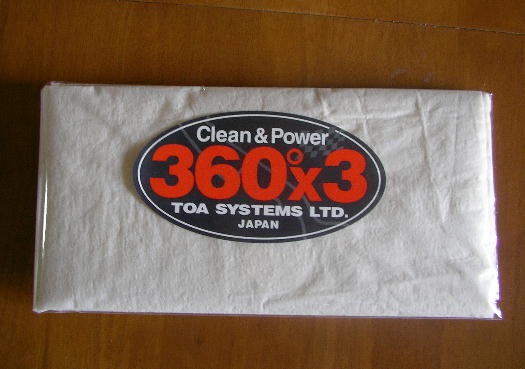 Clean & Power
360°x3
TOA SYSTEMS LTD.
JAPAN